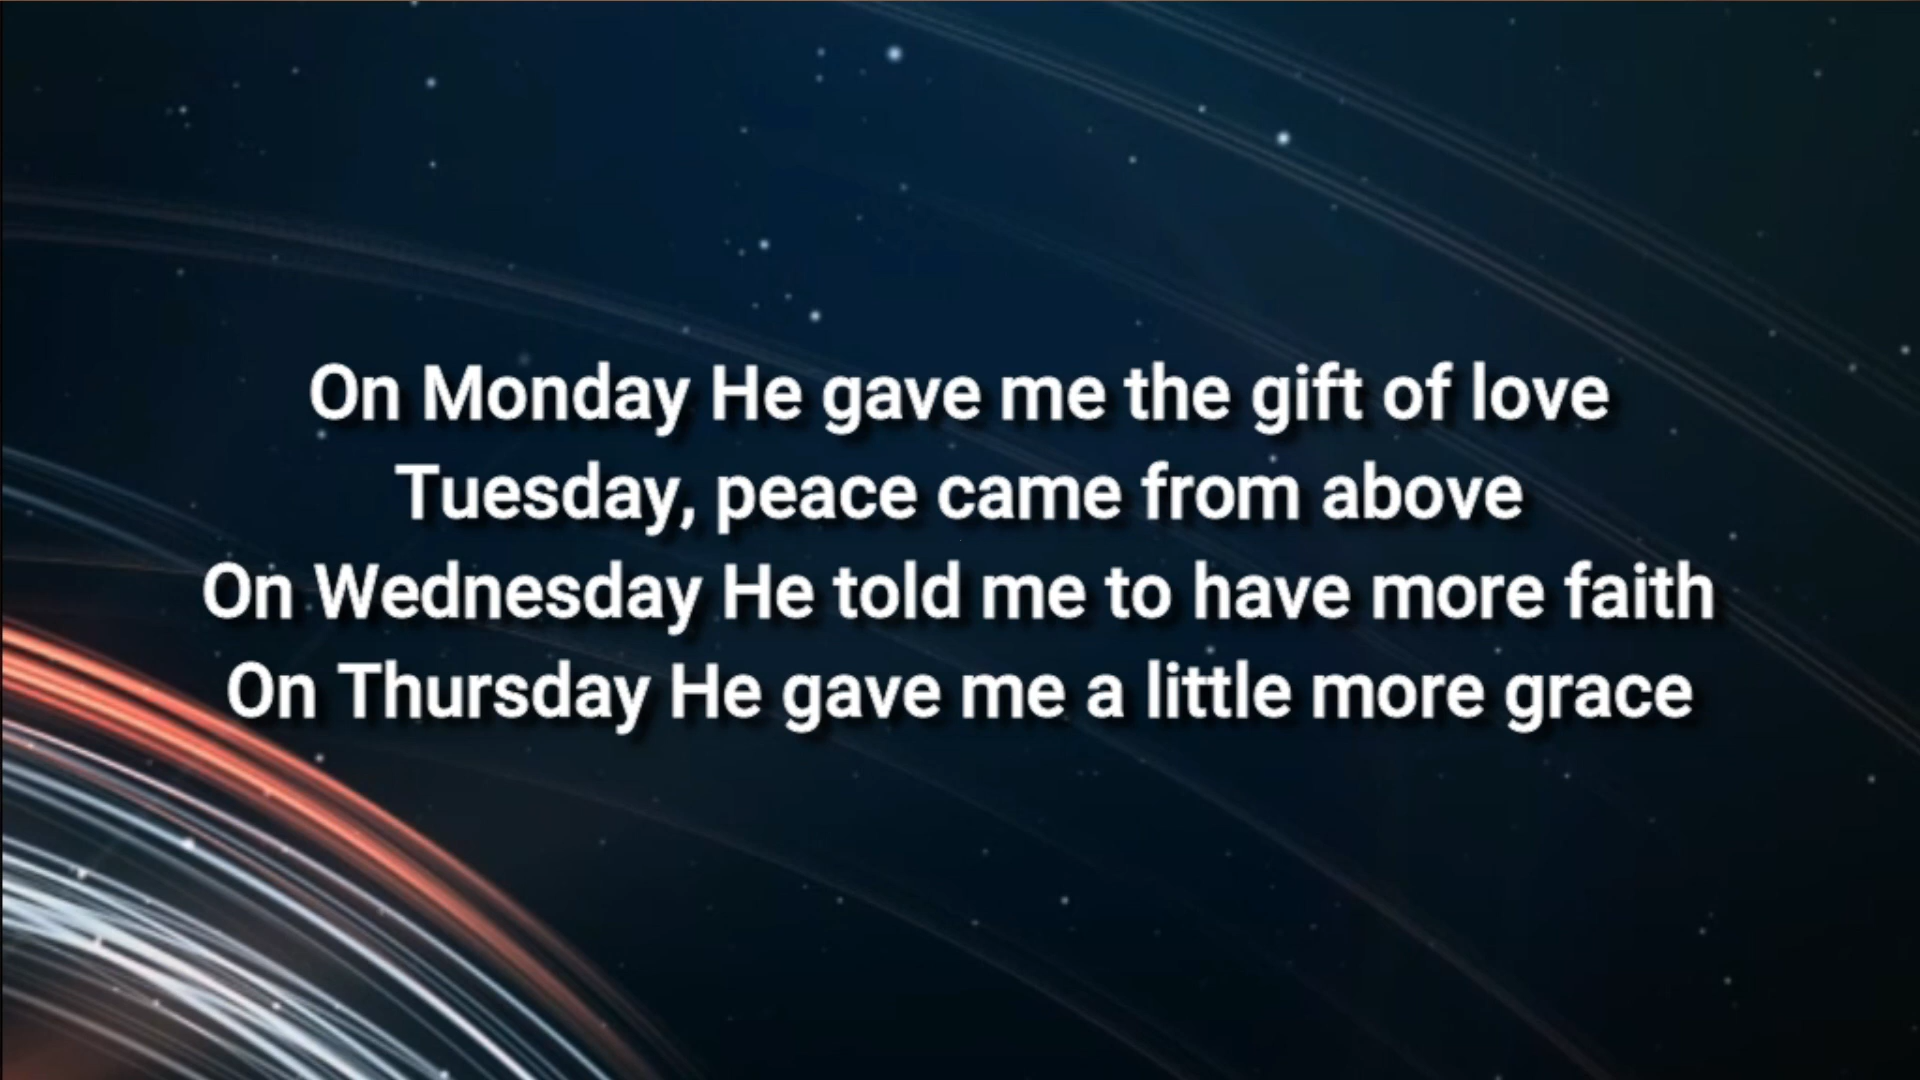 On Monday He gave me the gift of love
Tuesday, peace came from above
On Wednesday He told me to have more faith
On Thursday He gave me a little more grace